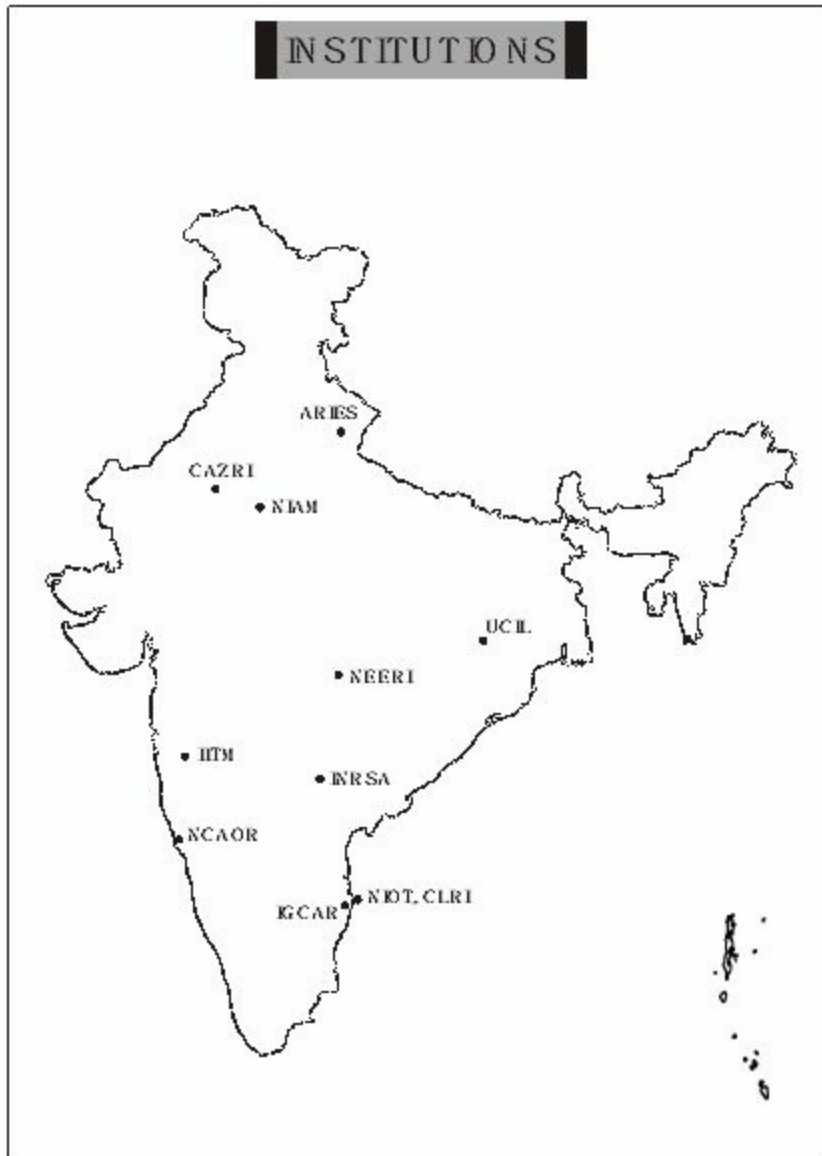 INSTITUTIONS
ARIES
CAZRI
NIAM
UCIL
NEERI
IITM
INRSA
NCAOR
NIOT, CLRI
IGCAR